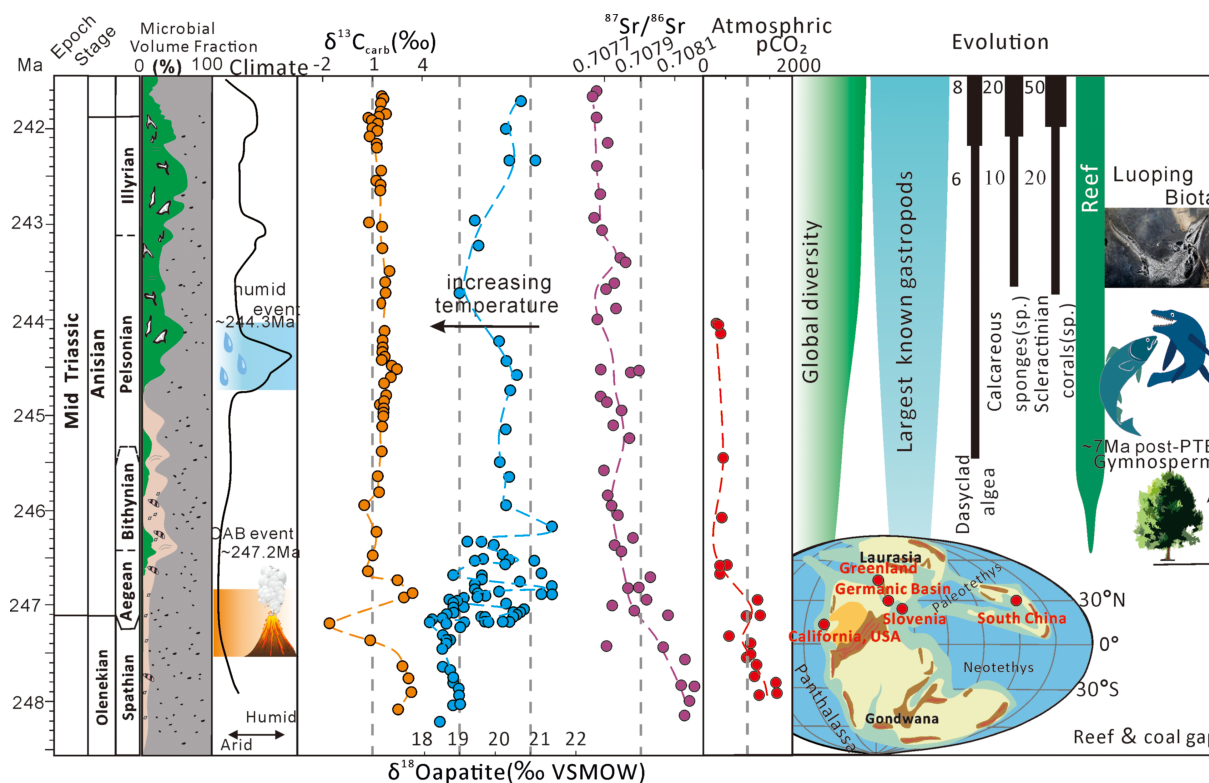 Epoch
Stage
Microbial
Volume Fraction
0 (%) 100
Climate
δ13Ccarb(‰)
-2 1 4
87Sr/86Sr
0.7077
0.7079
0.7081
Atmosphric
pCO2
0 2000
Evolution
Ma
242
243
244
245
246
247
248
Mid Triassic
Olenekian
Anisian
Illyrian
Pelsonian
Bithynian
Aegean
Spathian
humid
event
~244.3Ma
OAB event
~247.2Ma
Humid
Arid
increasing
temperature
18 19 20 21 22
δ18Oapatite(‰ VSMOW)
Global diversity
Largest known gastropods
8
6
Dasyclad
algea
20
10
Calcareous
sponges(sp.)
50
20
Scleractinian
corals(sp.)
Reef
Luoping
Biota
~7Ma post-PTB
Gymnosperm
A
Laurasia
Greenland
Germanic Basin
Paleotethys
Slovenia
South China
California, USA
Neotethys
Panthalassa
Gondwana
30°N
0°
30°S
Reef & coal gap